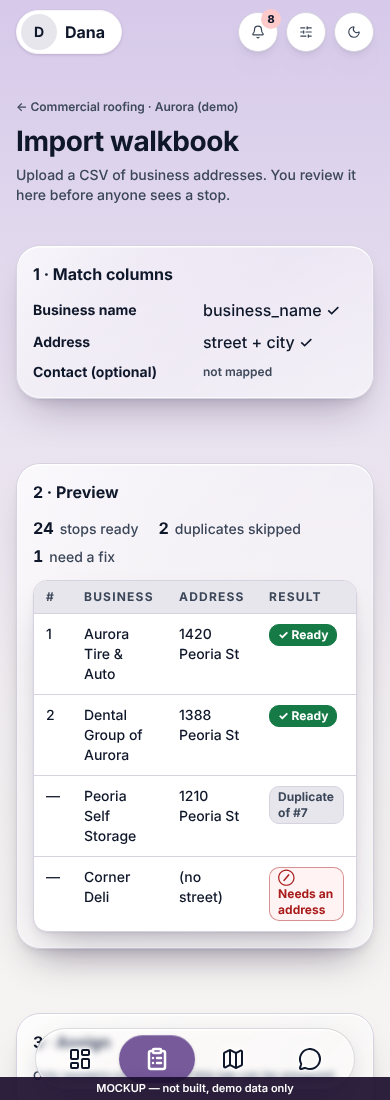 D Dana 8
← Commercial roofing · Aurora (demo)
Import walkbook
Upload a CSV of business addresses. You review it
here before anyone sees a stop.
1 · Match columns
Business name business_name ✓
Address street + city ✓
Contact (optional) not mapped
2 · Preview
24 stops ready 2 duplicates skipped
1 need a fix
# BUSINESS ADDRESS RESULT
1 Aurora Tire & Auto 1420 Peoria St ✓ Ready
2 Dental Group of Aurora 1388 Peoria St ✓ Ready
— Peoria Self Storage 1210 Peoria St Duplicate of #7
— Corner Deli (no street) Needs an address
3
MOCKUP — not built, demo data only